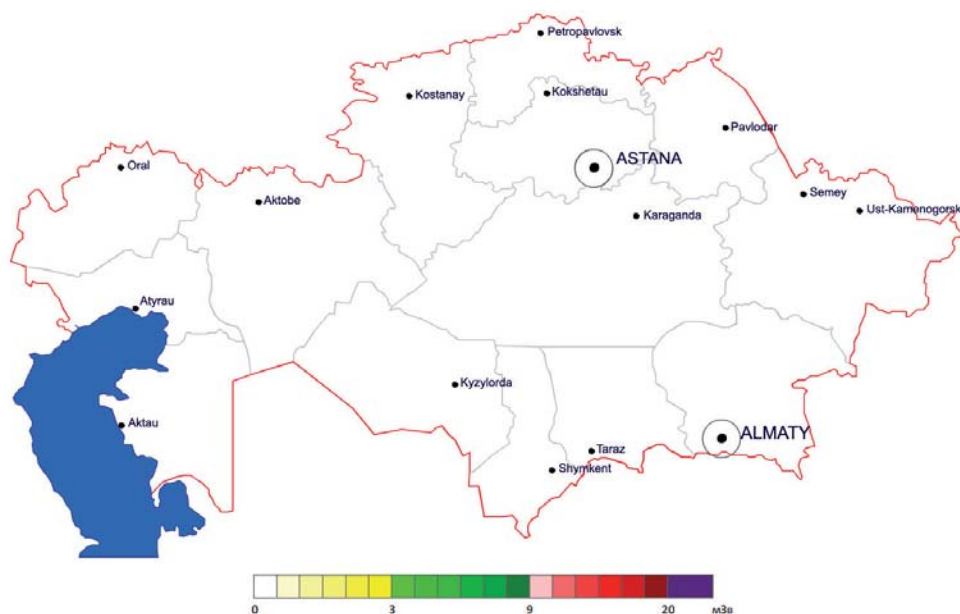 Petropavlovsk
Kostanay
Kokshetau
Pavlodar
ASTANA
Oral
Semey
Aktobe
Ust-Kamenogorsk
Karaganda
Atyrau
Kyzylorda
Aktau
ALMATY
Taraz
Shymkent
0 3 9 20 мЗв